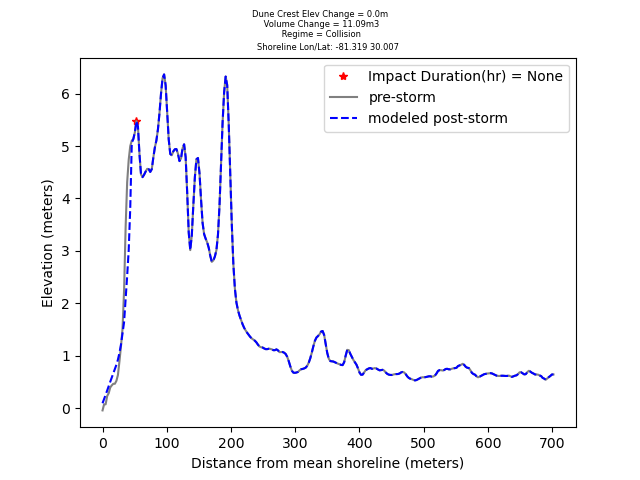 Dune Crest Elev Change = 0.0m
Volume Change = 11.09m3
Regime = Collision
Shoreline Lon/Lat: -81.319 30.007
Impact Duration(hr) = None
pre-storm
modeled post-storm
Elevation (meters)
6
5
4
3
2
1
0
0 100 200 300 400 500 600 700
Distance from mean shoreline (meters)